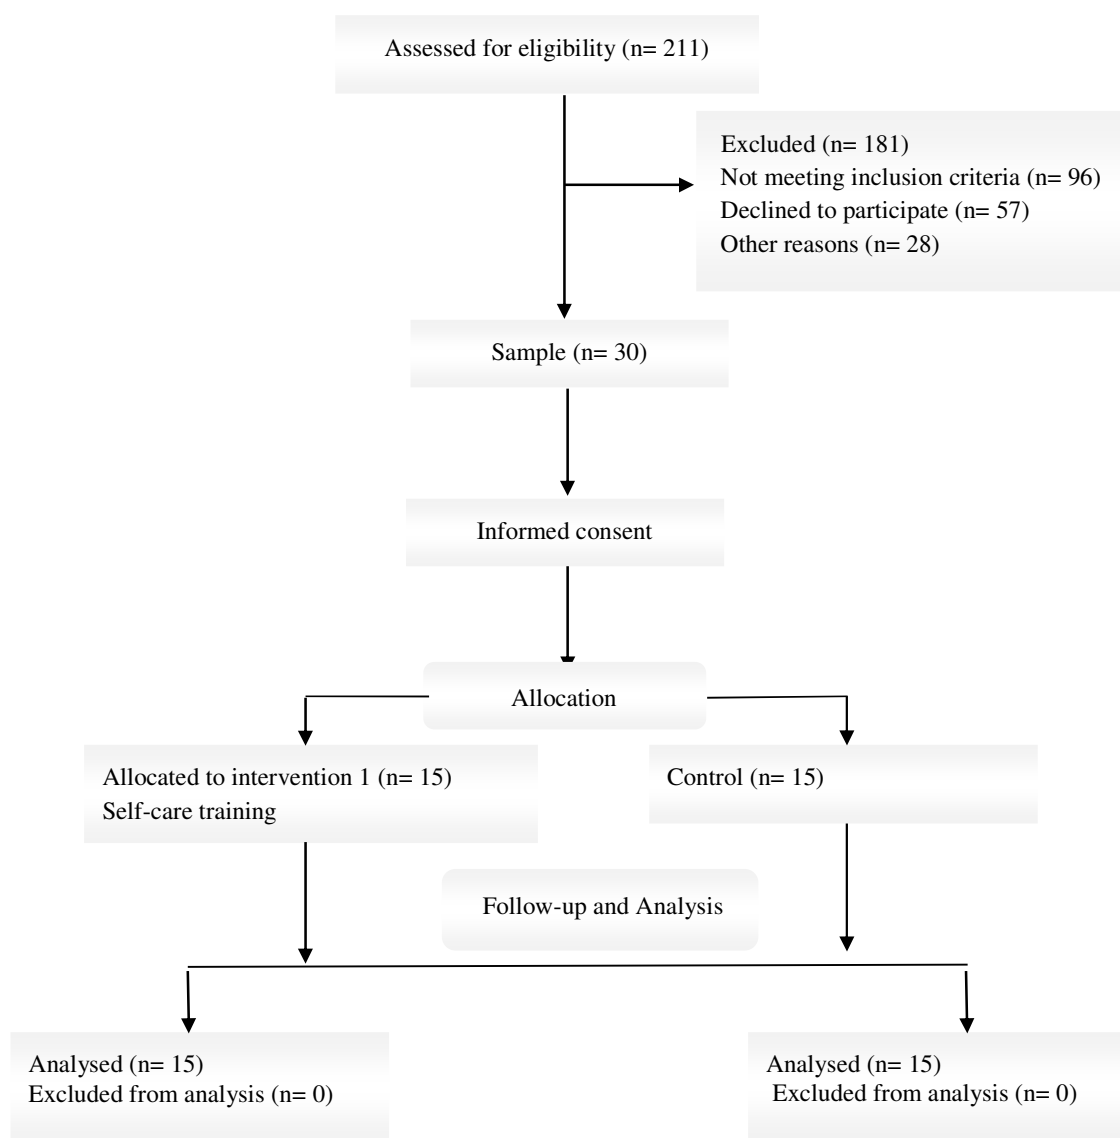 Assessed for eligibility (n= 211)
Excluded (n= 181)
Not meeting inclusion criteria (n= 96)
Declined to participate (n= 57)
Other reasons (n= 28)
Sample (n= 30)
Informed consent
Allocation
Allocated to intervention 1 (n= 15)
Self-care training
Control (n= 15)
Follow-up and Analysis
Analysed (n= 15)
Excluded from analysis (n= 0)
Analysed (n= 15)
Excluded from analysis (n= 0)